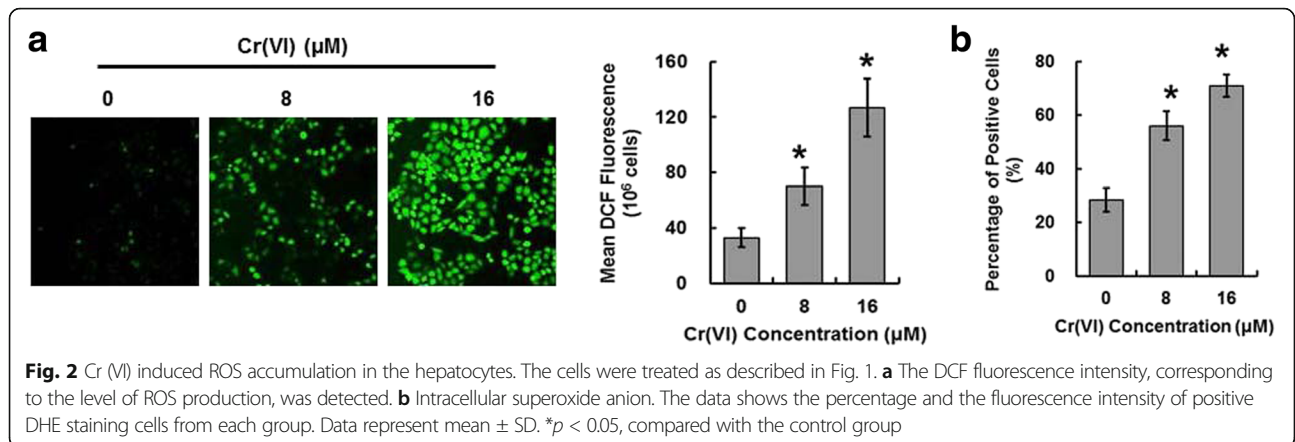 a
Cr(VI) (μM)
0 8 16
Mean DCF Fluorescence
(10⁶ cells)
160
120
80
40
0
* *
0 8 16
Cr(VI) Concentration (μM)
b
Percentage of Positive Cells
(%)
80
60
40
20
0
* *
0 8 16
Cr(VI) Concentration (μM)
Fig. 2 Cr (VI) induced ROS accumulation in the hepatocytes. The cells were treated as described in Fig. 1. a The DCF fluorescence intensity, corresponding
to the level of ROS production, was detected. b Intracellular superoxide anion. The data shows the percentage and the fluorescence intensity of positive
DHE staining cells from each group. Data represent mean ± SD. *p < 0.05, compared with the control group